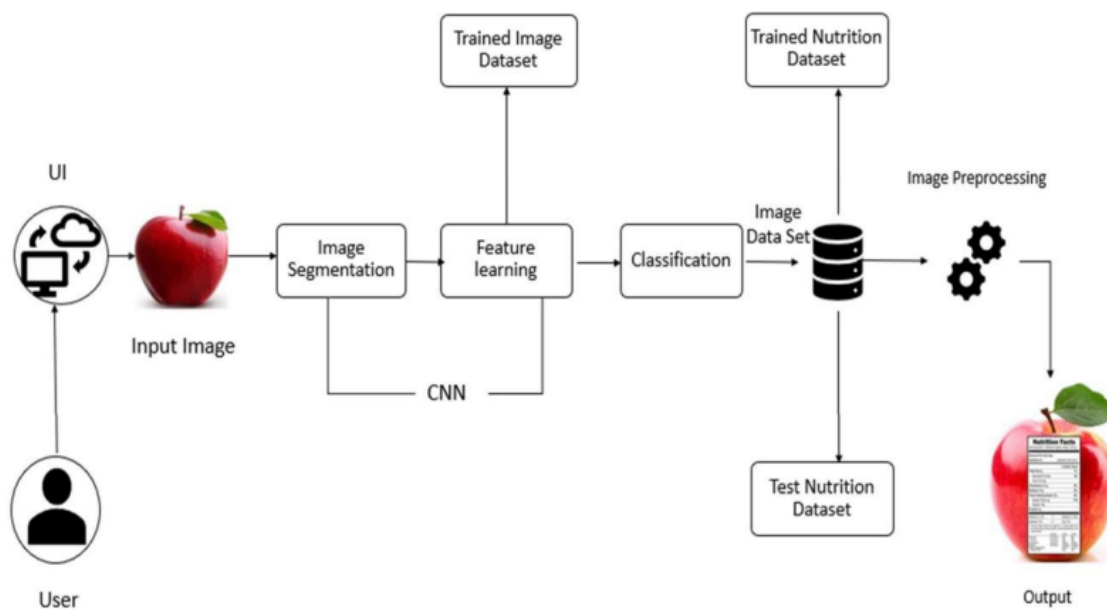 Trained Image
Dataset
Trained Nutrition
Dataset
UI
Image Preprocessing
Image
Segmentation
Feature
learning
Classification
Image
Data Set
Input Image
CNN
Test Nutrition
Dataset
Nutrition Facts
User
Output